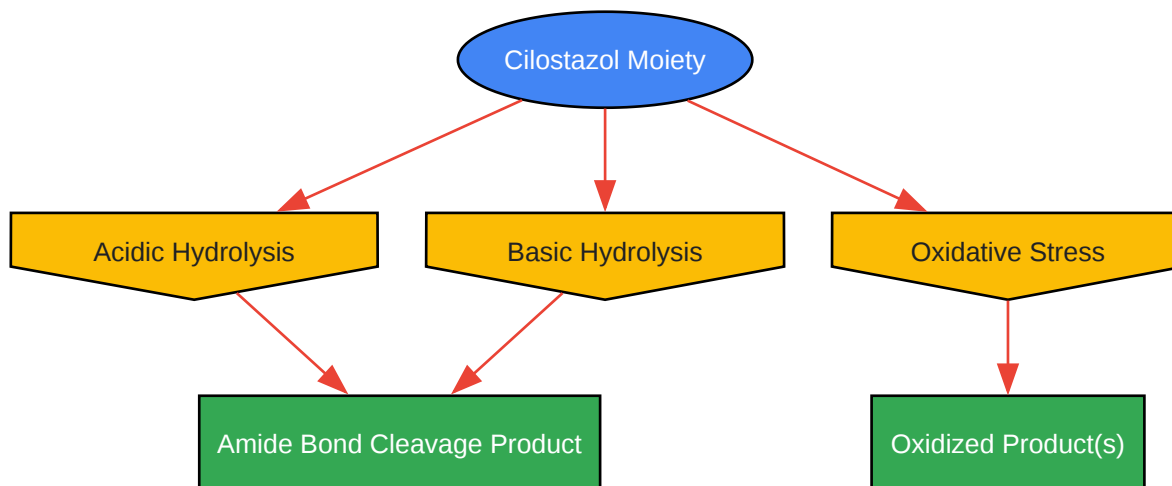 Cilostazol Moiety
Acidic Hydrolysis
Basic Hydrolysis
Oxidative Stress
Amide Bond Cleavage Product
Oxidized Product(s)